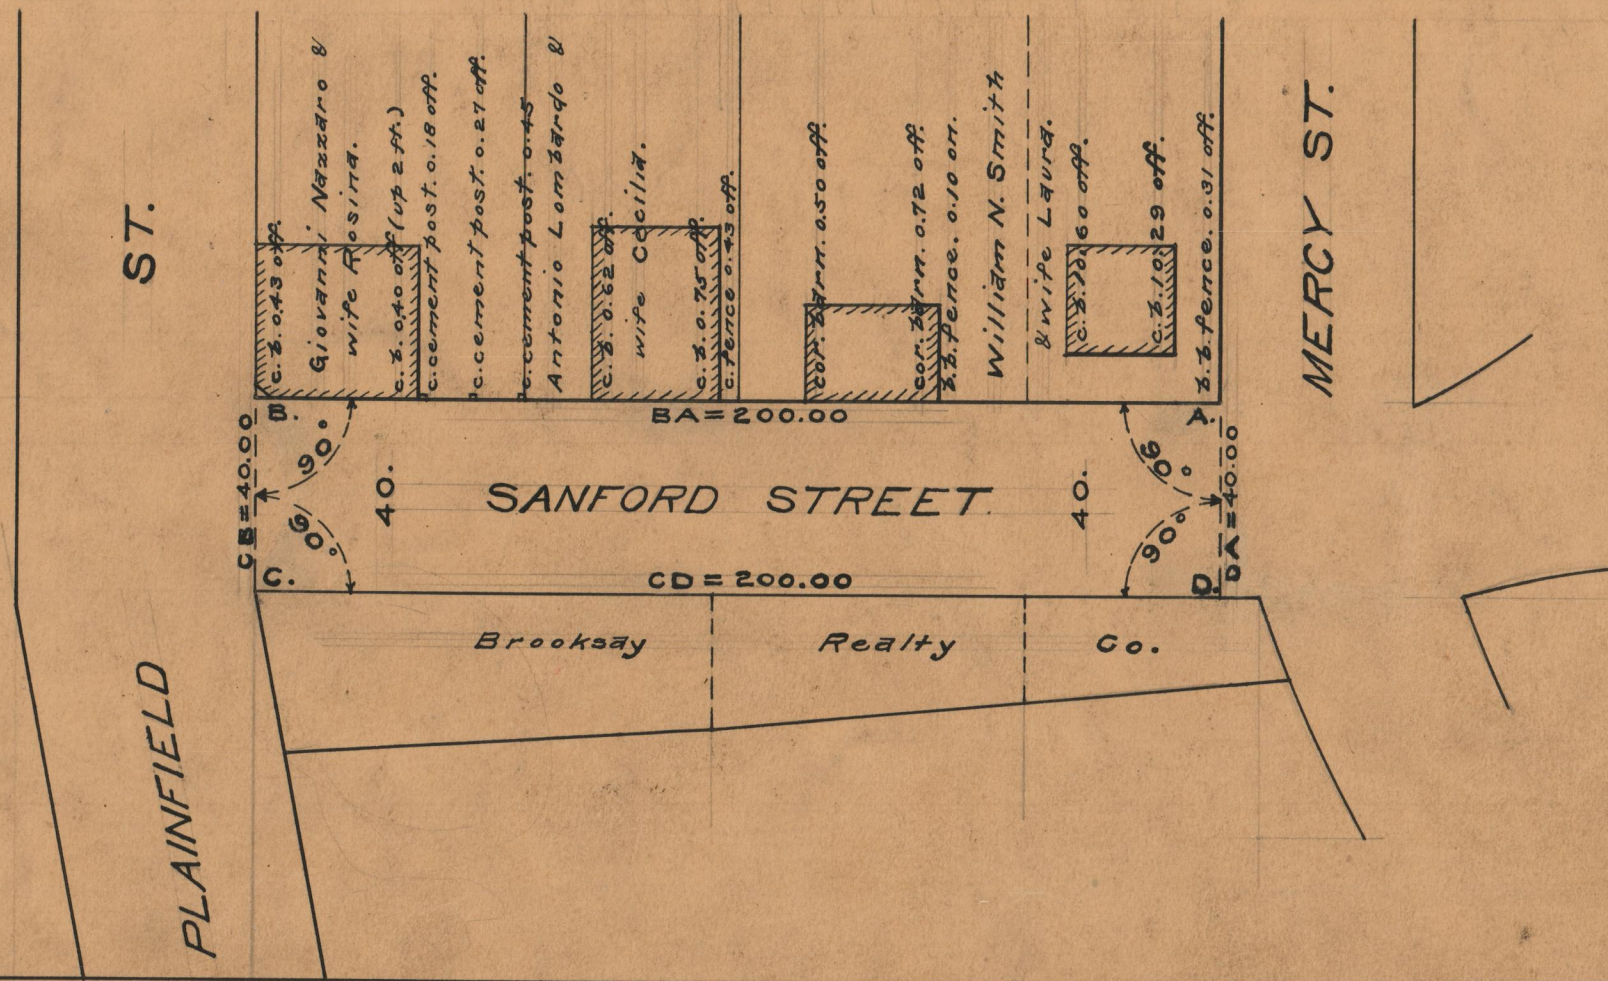 PLAINFIELD ST.
c. b. 0.43 off.
Giovanni Nazzaro &
wife Rosina.
c. b. 0.40 off (up 2 ft.)
c. cement post. 0.18 off.
c. cement post. 0.27 off.
c. cement post. 0.45
Antonio Lombardo &
c. b. 0.62 off.
wife Cecilia.
c. b. 0.75 off.
c. fence 0.43 off.
cor. barn. 0.50 off.
cor. barn. 0.72 off.
b. b. fence. 0.10 on.
William N. Smith
& wife Laura.
c. b. 10.60 off.
c. b. 10.29 off.
b. b. fence. 0.31 off.
MERCY ST.
B.
BA = 200.00
A.
CB = 40.00
90°
40.
SANFORD STREET.
40.
90°
DA = 40.00
90°
90°
C.
CD = 200.00
D.
Brooksay Realty Co.